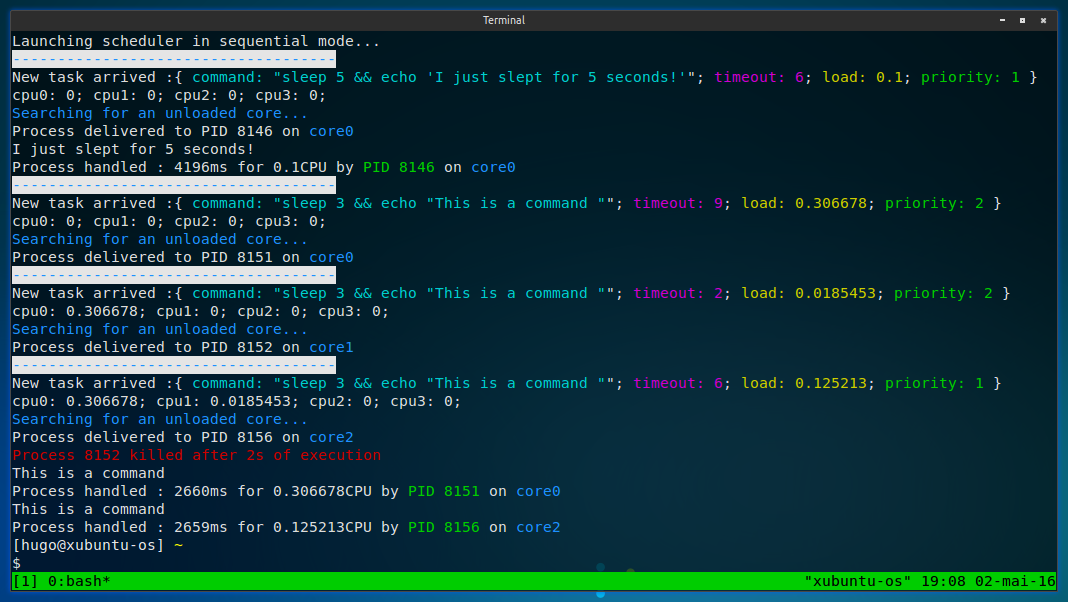 Terminal
Launching scheduler in sequential mode...
------------------------------------
New task arrived :{ command: "sleep 5 && echo 'I just slept for 5 seconds!'"; timeout: 6; load: 0.1; priority: 1 }
cpu0: 0; cpu1: 0; cpu2: 0; cpu3: 0;
Searching for an unloaded core...
Process delivered to PID 8146 on core0
I just slept for 5 seconds!
Process handled : 4196ms for 0.1CPU by PID 8146 on core0
------------------------------------
New task arrived :{ command: "sleep 3 && echo "This is a command ""; timeout: 9; load: 0.306678; priority: 2 }
cpu0: 0; cpu1: 0; cpu2: 0; cpu3: 0;
Searching for an unloaded core...
Process delivered to PID 8151 on core0
------------------------------------
New task arrived :{ command: "sleep 3 && echo "This is a command ""; timeout: 2; load: 0.0185453; priority: 2 }
cpu0: 0.306678; cpu1: 0; cpu2: 0; cpu3: 0;
Searching for an unloaded core...
Process delivered to PID 8152 on core1
------------------------------------
New task arrived :{ command: "sleep 3 && echo "This is a command ""; timeout: 6; load: 0.125213; priority: 1 }
cpu0: 0.306678; cpu1: 0.0185453; cpu2: 0; cpu3: 0;
Searching for an unloaded core...
Process delivered to PID 8156 on core2
Process 8152 killed after 2s of execution
This is a command
Process handled : 2660ms for 0.306678CPU by PID 8151 on core0
This is a command
Process handled : 2659ms for 0.125213CPU by PID 8156 on core2
[hugo@xubuntu-os] ~
$
[1] 0:bash* "xubuntu-os" 19:08 02-mai-16